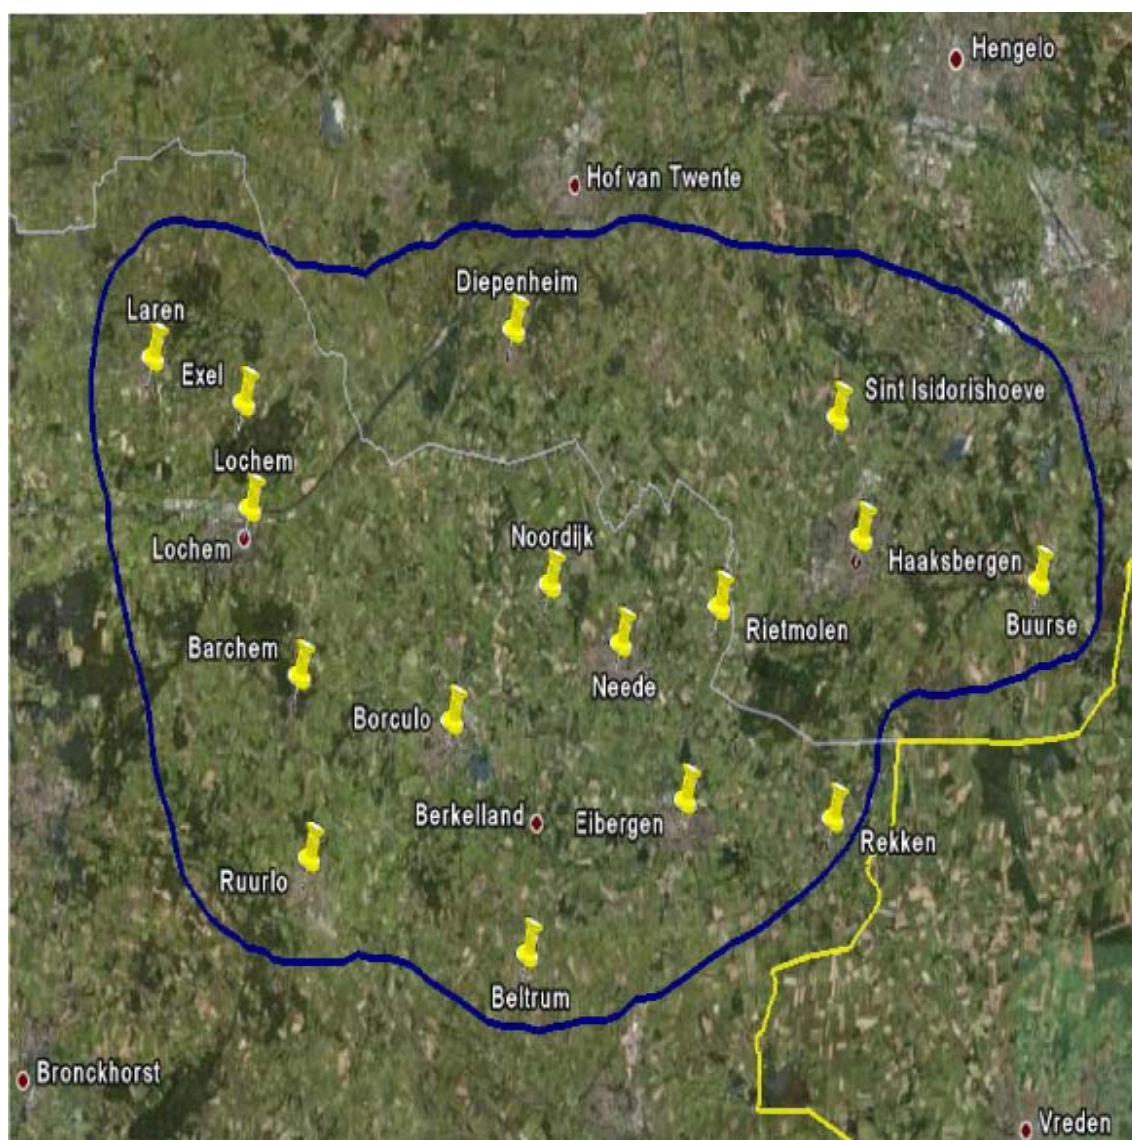 Hengelo
Hof van Twente
Diepenheim
Laren
Exel
Sint Isidorishoeve
Lochem
Lochem
Noordijk
Haaksbergen
Rietmolen
Buurse
Barchem
Neede
Borculo
Berkelland
Eibergen
Rekken
Ruurlo
Beltrum
Bronckhorst
Vreden